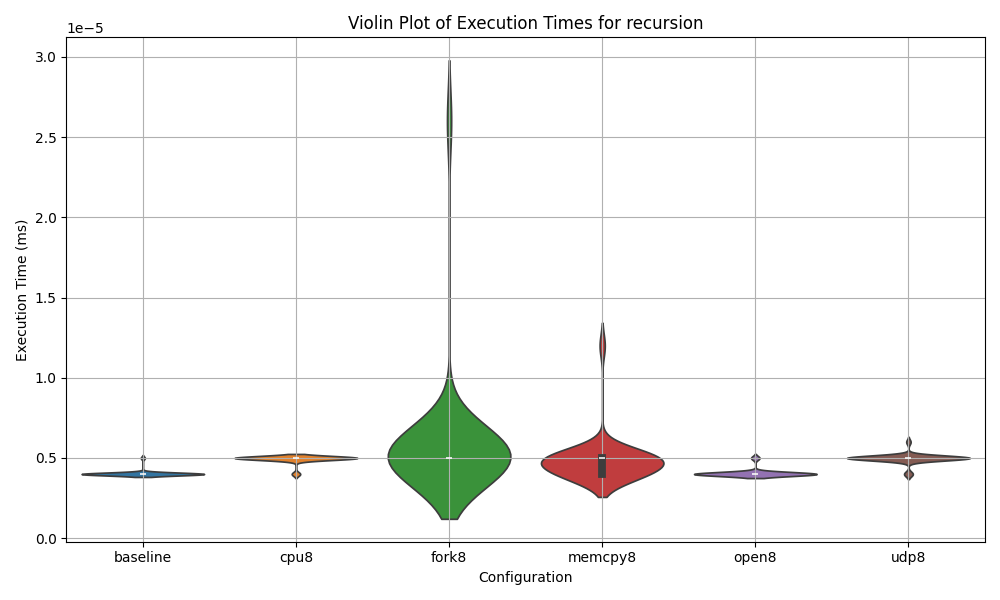 Violin Plot of Execution Times for recursion
1e−5
3.0
2.5
2.0
1.5
1.0
0.5
0.0
Execution Time (ms)
baseline cpu8 fork8 memcpy8 open8 udp8
Configuration